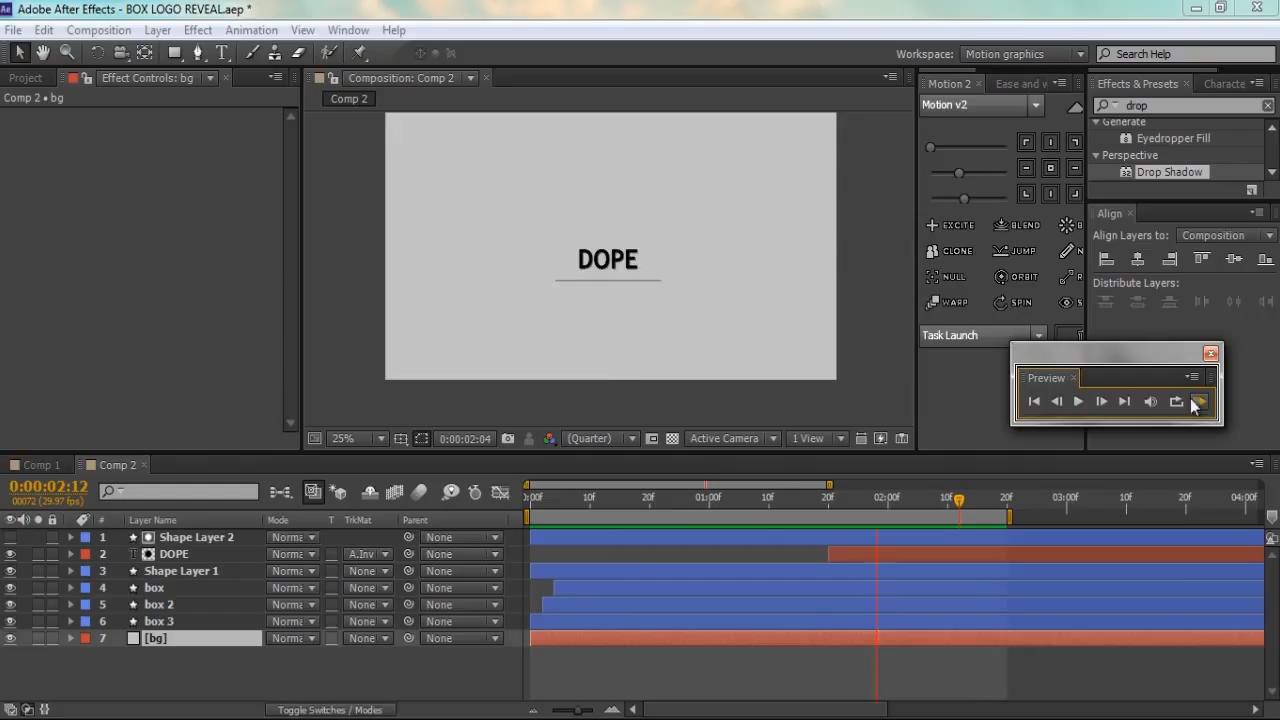 Ae Adobe After Effects - BOX LOGO REVEAL.aep *
File Edit Composition Layer Effect Animation View Window Help
Workspace: Motion graphics Search Help
Project Effect Controls: bg Composition: Comp 2 Motion 2 Ease and w Effects & Presets Characte
Comp 2 • bg
Comp 2
Motion v2
drop
Generate
Eyedropper Fill
Perspective
32 Drop Shadow
Align
EXCITE BLEND
Align Layers to: Composition
CLONE JUMP N
NULL ORBIT R
Distribute Layers:
WARP SPIN S
DOPE
Task Launch
Preview
25% 0:00:02:04 (Quarter) Active Camera 1 View
Comp 1 Comp 2
0:00:02:12
00072 (29.97 fps)
0:00f 10f 20f 01:00f 10f 20f 02:00f 10f 20f 03:00f 10f 20f 04:00f
# Layer Name Mode T TrkMat Parent
1 Shape Layer 2 Norma None
2 T DOPE Norma A.Inv None
3 Shape Layer 1 Norma None None
4 box Norma None None
5 box 2 Norma None None
6 box 3 Norma None None
7 [bg] Norma None None
Toggle Switches / Modes